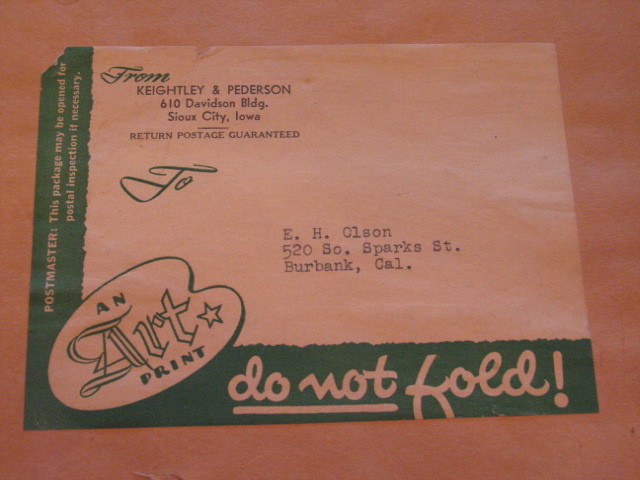 From
KEIGHTLEY & PEDERSON
610 Davidson Bldg.
Sioux City, Iowa
RETURN POSTAGE GUARANTEED
To
E. H. Olson
520 So. Sparks St.
Burbank, Cal.
POSTMASTER: This package may be opened for
postal inspection if necessary.
AN
Art
PRINT
do not fold!